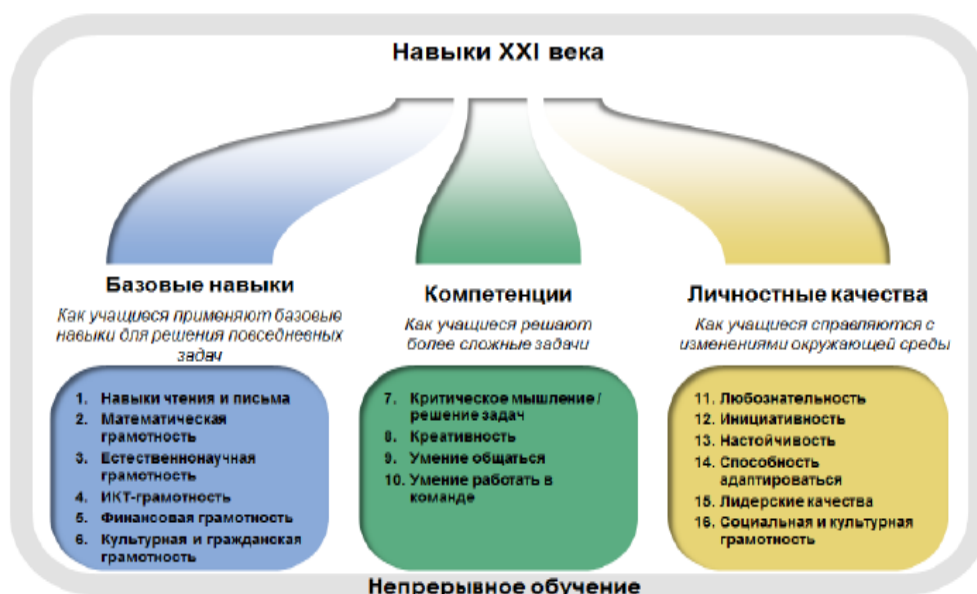 Навыки XXI века
Базовые навыки
Как учащиеся применяют базовые
навыки для решения повседневных
задач
1. Навыки чтения и письма
2. Математическая
грамотность
3. Естественнонаучная
грамотность
4. ИКТ-грамотность
5. Финансовая грамотность
6. Культурная и гражданская
грамотность
Компетенции
Как учащиеся решают
более сложные задачи
7. Критическое мышление /
решение задач
8. Креативность
9. Умение общаться
10. Умение работать в
команде
Личностные качества
Как учащиеся справляются с
изменениями окружающей среды
11. Любознательность
12. Инициативность
13. Настойчивость
14. Способность
адаптироваться
15. Лидерские качества
16. Социальная и культурная
грамотность
Непрерывное обучение